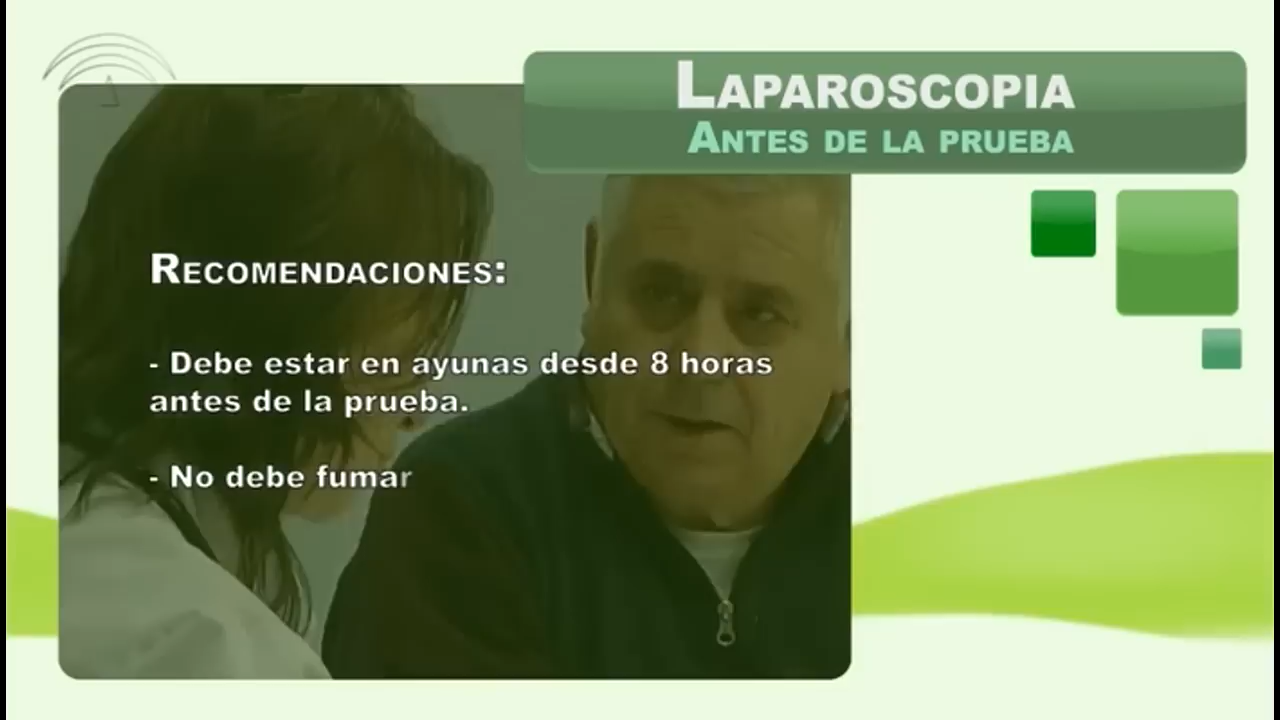 LAPAROSCOPIA
ANTES DE LA PRUEBA
RECOMENDACIONES:
- Debe estar en ayunas desde 8 horas
antes de la prueba.
- No debe fumar